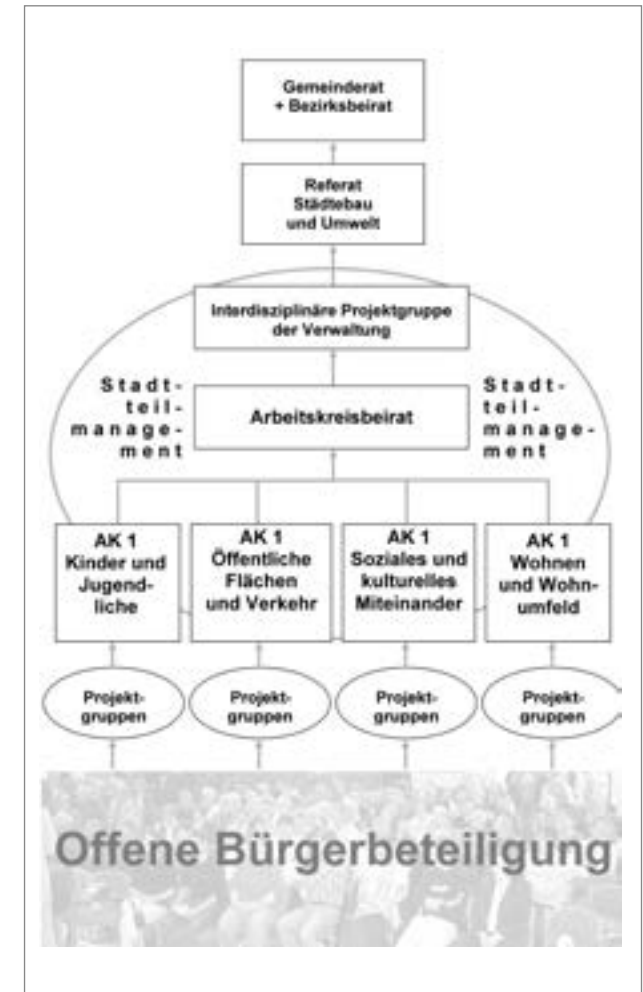 Gemeinderat
+ Bezirksbeirat
Referat
Städtebau
und Umwelt
Interdisziplinäre Projektgruppe
der Verwaltung
Stadt-
teil-
manage-
ment
Arbeitskreisbeirat
Stadt-
teil-
manage-
ment
AK 1
Kinder und
Jugend-
liche
AK 1
Öffentliche
Flächen
und Verkehr
AK 1
Soziales und
kulturelles
Miteinander
AK 1
Wohnen
und Wohn-
umfeld
Projekt-
gruppen
Projekt-
gruppen
Projekt-
gruppen
Projekt-
gruppen
Offene Bürgerbeteiligung